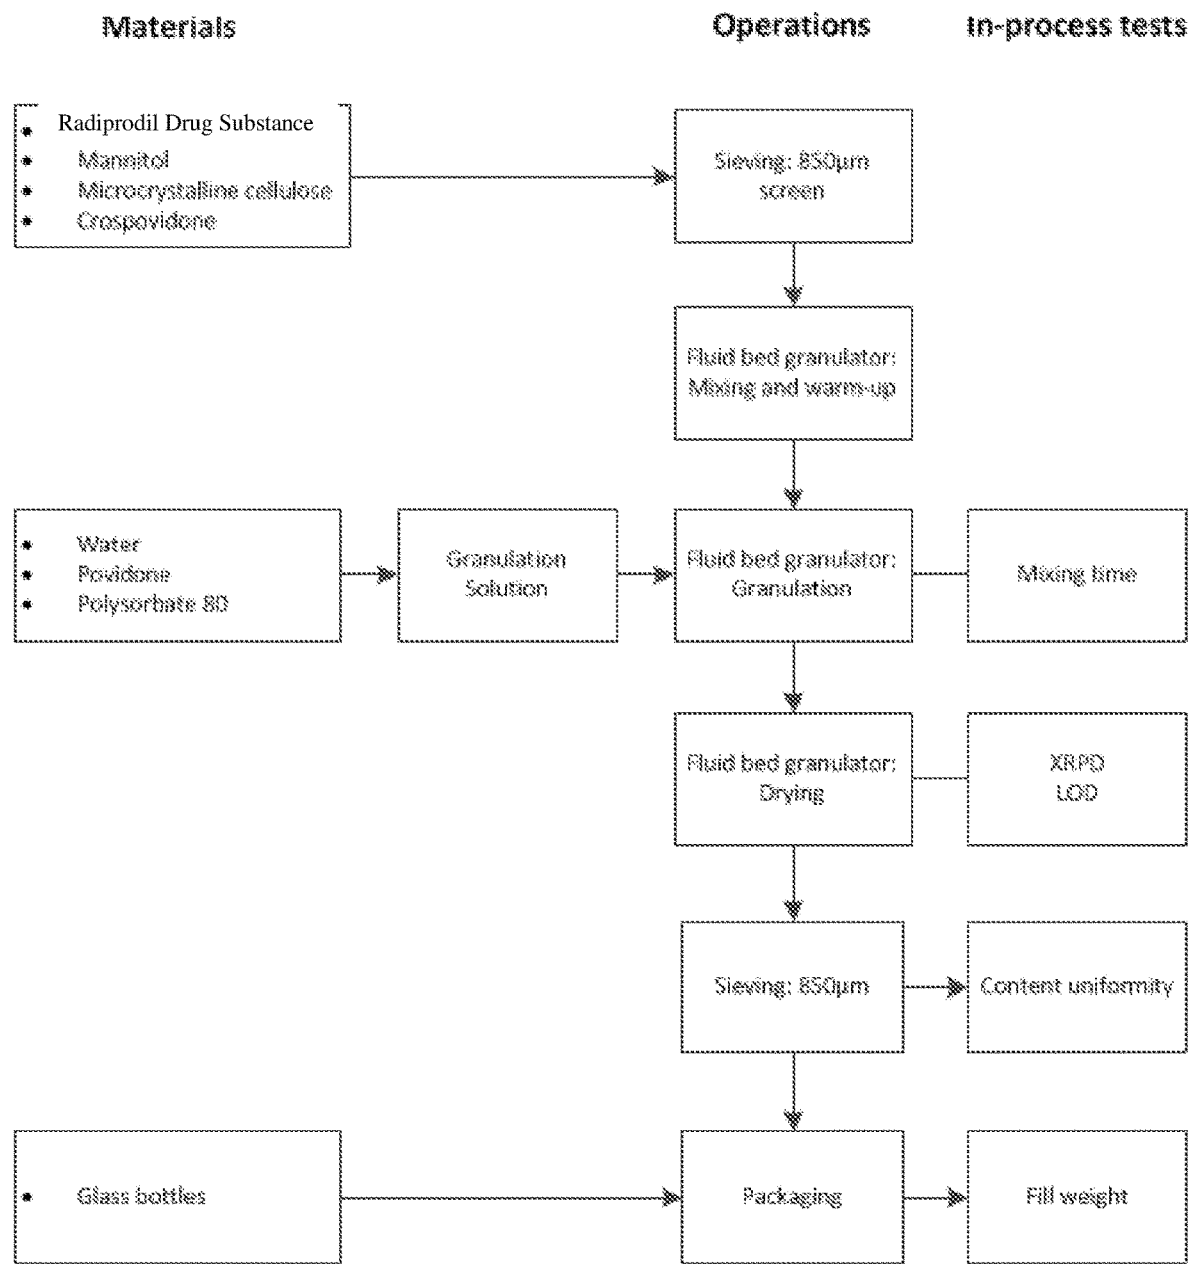 Materials
Operations
In-process tests
• Radiprodil Drug Substance
• Mannitol
• Microcrystalline cellulose
• Crospovidone
Sieving: 850µm
screen
Fluid bed granulator:
Mixing and warm-up
• Water
• Povidone
• Polysorbate 80
Granulation
Solution
Fluid bed granulator:
Granulation
Mixing time
Fluid bed granulator:
Drying
XRPD
LOD
Sieving: 850µm
Content uniformity
• Glass bottles
Packaging
Fill weight